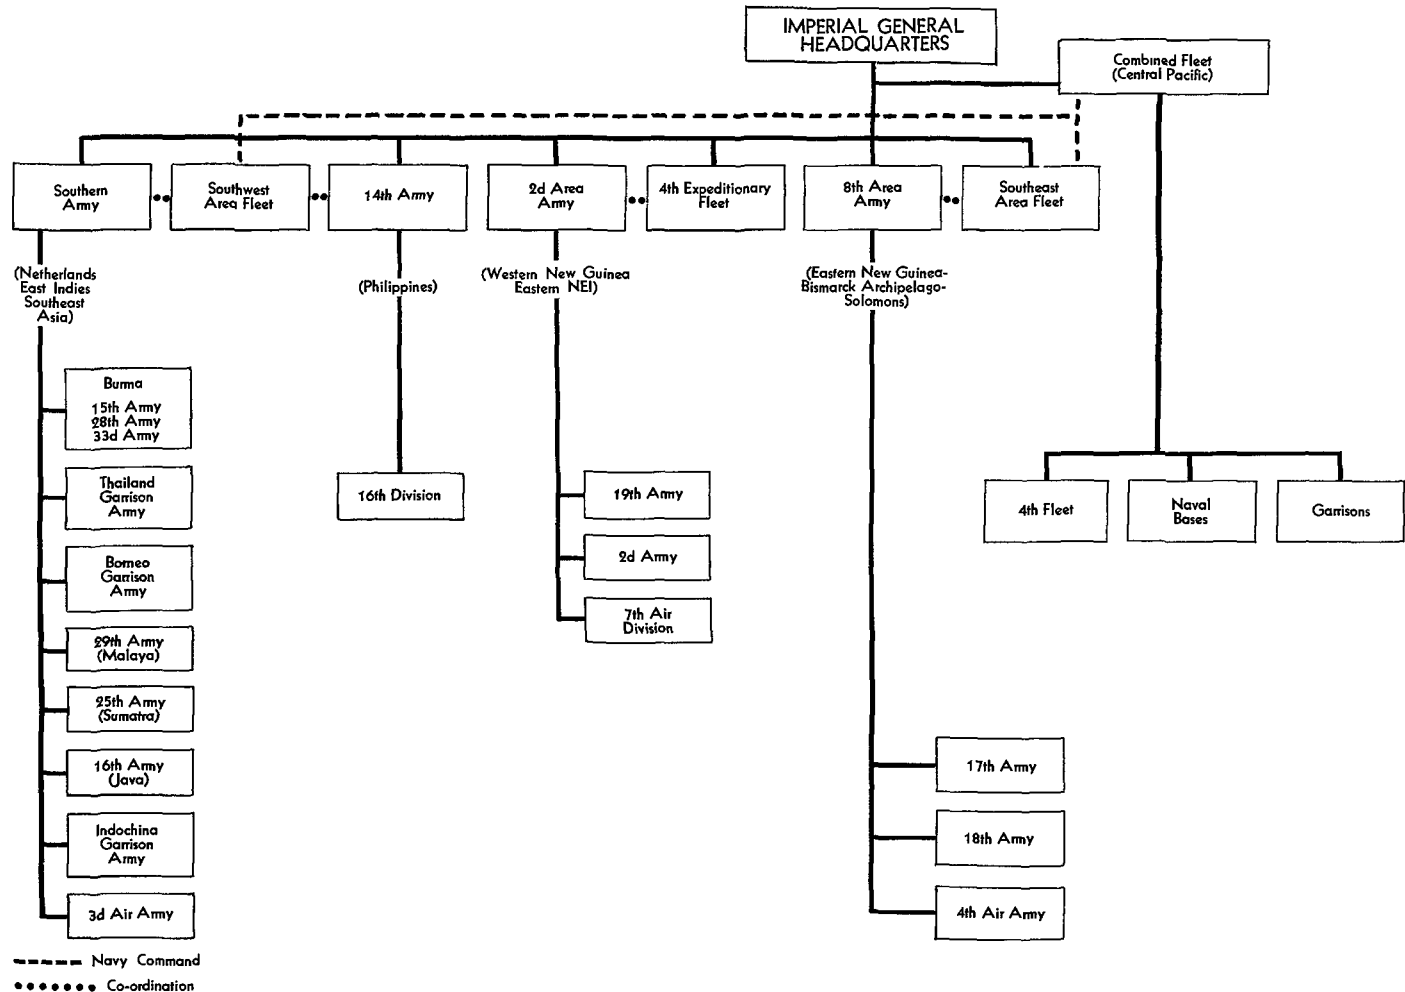 IMPERIAL GENERAL
HEADQUARTERS
Combined Fleet
(Central Pacific)
Southern
Army
Southwest
Area Fleet
14th Army
2d Area
Army
4th Expeditionary
Fleet
8th Area
Army
Southeast
Area Fleet
(Netherlands
East Indies
Southeast
Asia)
(Philippines)
(Western New Guinea
Eastern NEI)
(Eastern New Guinea-
Bismarck Archipelago-
Solomons)
Burma
15th Army
28th Army
33d Army
Thailand
Garrison
Army
Borneo
Garrison
Army
29th Army
(Malaya)
25th Army
(Sumatra)
16th Army
(Java)
Indochina
Garrison
Army
3d Air Army
16th Division
19th Army
2d Army
7th Air
Division
17th Army
18th Army
4th Air Army
4th Fleet
Naval
Bases
Garrisons
Navy Command
Co-ordination